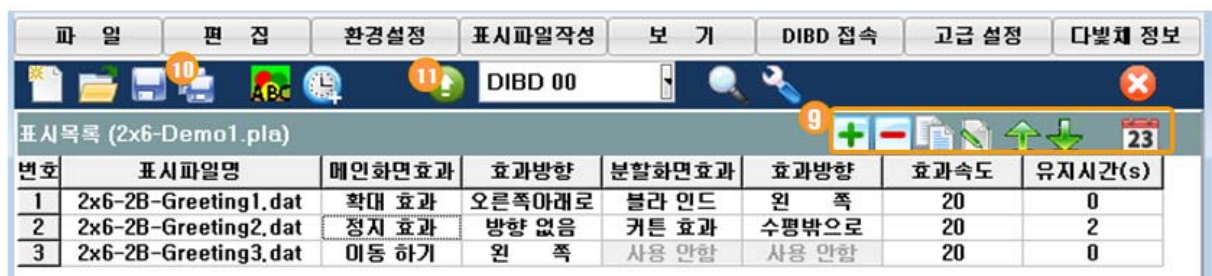 파 일 편 집 환경설정 표시파일작성 보 기 DIBD 접속 고급 설정 다빛채 정보
10 ABC 11 DIBD 00
표시목록 (2x6-Demo1.pla) 9 23
번호 표시파일명 메인화면효과 효과방향 분할화면효과 효과방향 효과속도 유지시간(s)
1 2x6-2B-Greeting1.dat 확대 효과 오른쪽아래로 블라 인드 왼 쪽 20 0
2 2x6-2B-Greeting2.dat 정지 효과 방향 없음 커튼 효과 수평밖으로 20 2
3 2x6-2B-Greeting3.dat 이동 하기 왼 쪽 사용 안함 사용 안함 20 0